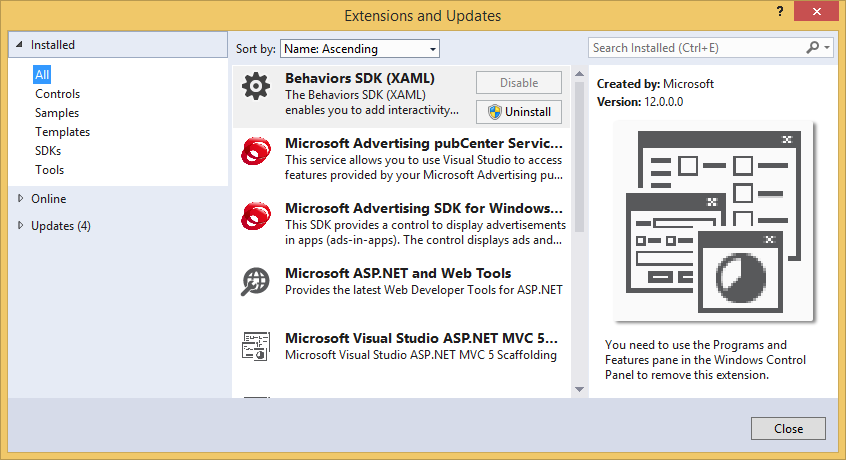 Extensions and Updates
?
Installed
All
Controls
Samples
Templates
SDKs
Tools
Online
Updates (4)
Sort by: Name: Ascending
Behaviors SDK (XAML)
The Behaviors SDK (XAML)
enables you to add interactivity...
Disable
Uninstall
Microsoft Advertising pubCenter Servic...
This service allows you to use Visual Studio to access
features provided by your Microsoft Advertising pu...
Microsoft Advertising SDK for Windows...
This SDK provides a control to display advertisements
in apps (ads-in-apps). The control displays ads and...
Microsoft ASP.NET and Web Tools
Provides the latest Web Developer Tools for ASP.NET
Microsoft Visual Studio ASP.NET MVC 5...
Microsoft Visual Studio ASP.NET MVC 5 Scaffolding
Search Installed (Ctrl+E)
Created by: Microsoft
Version: 12.0.0.0
You need to use the Programs and
Features pane in the Windows Control
Panel to remove this extension.
Close